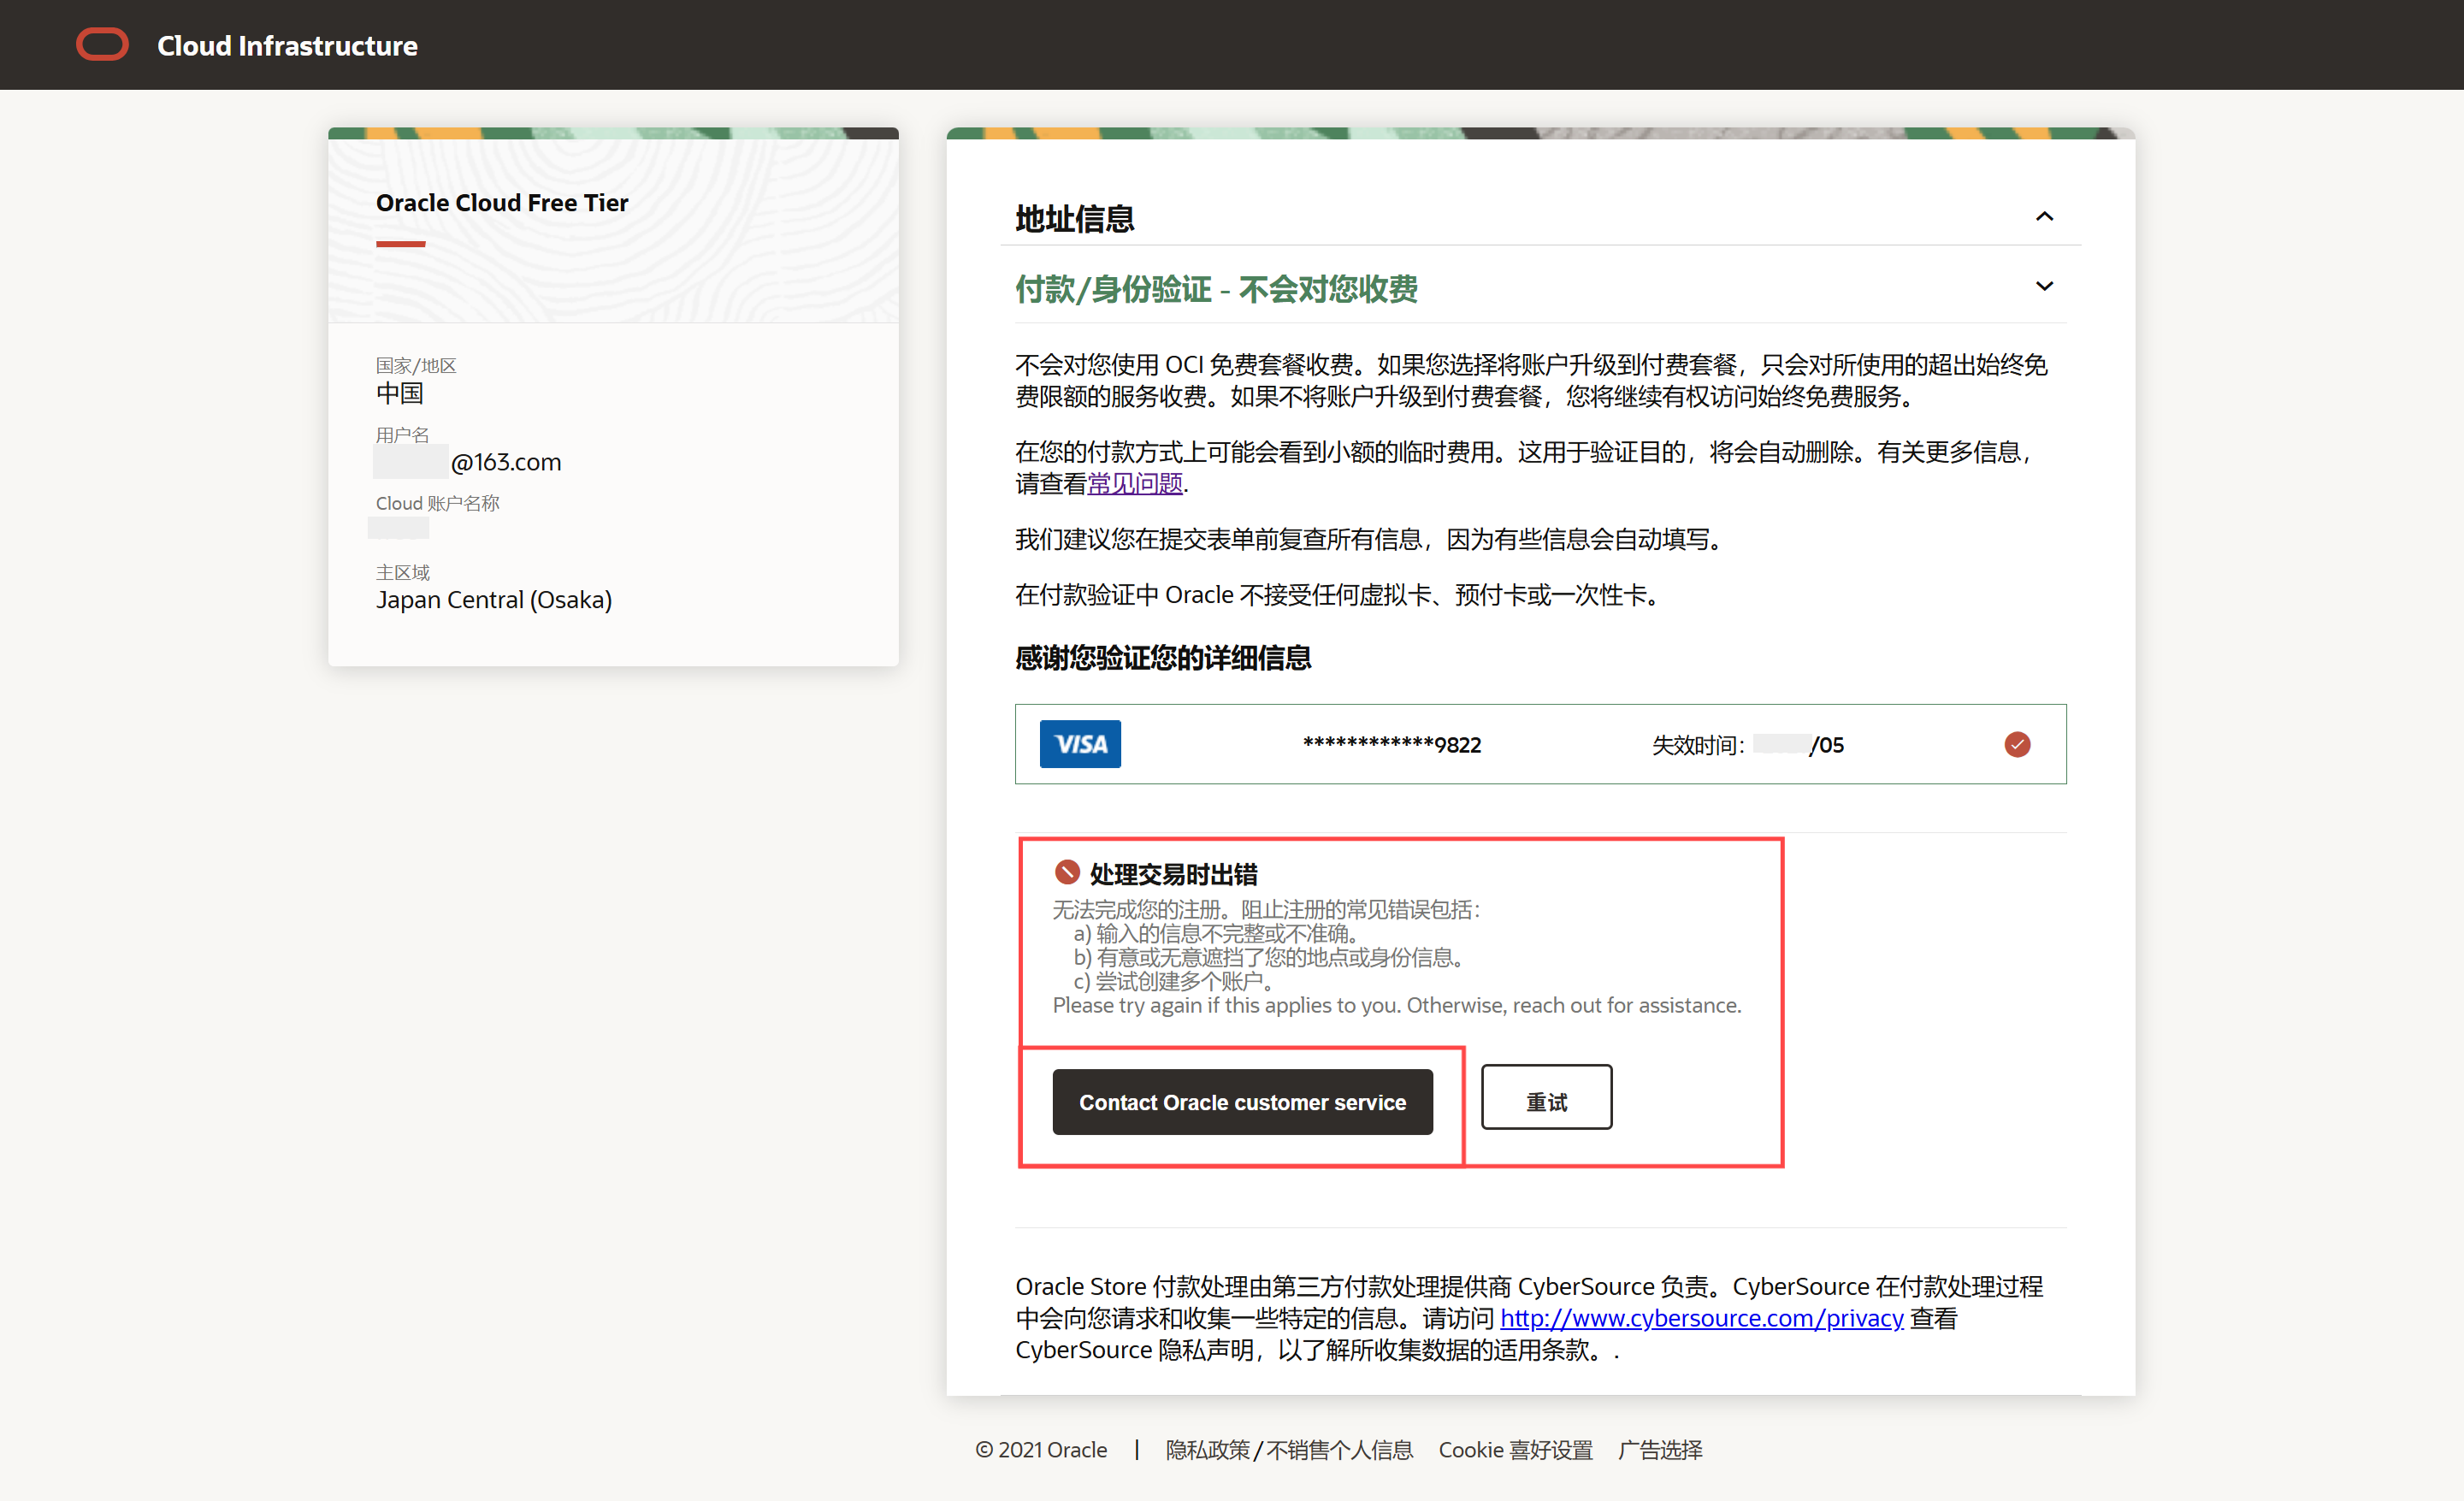 Cloud Infrastructure
Oracle Cloud Free Tier
国家/地区
中国
用户名
@163.com
Cloud 账户名称
主区域
Japan Central (Osaka)
地址信息
付款/身份验证 - 不会对您收费
不会对您使用 OCI 免费套餐收费。如果您选择将账户升级到付费套餐，只会对所使用的超出始终免
费限额的服务收费。如果不将账户升级到付费套餐，您将继续有权访问始终免费服务。
在您的付款方式上可能会看到小额的临时费用。这用于验证目的，将会自动删除。有关更多信息，
请查看常见问题.
我们建议您在提交表单前复查所有信息，因为有些信息会自动填写。
在付款验证中 Oracle 不接受任何虚拟卡、预付卡或一次性卡。
感谢您验证您的详细信息
VISA ************9822 失效时间： /05
处理交易时出错
无法完成您的注册。阻止注册的常见错误包括：
a) 输入的信息不完整或不准确。
b) 有意或无意遮挡了您的地点或身份信息。
c) 尝试创建多个账户。
Please try again if this applies to you. Otherwise, reach out for assistance.
Contact Oracle customer service 重试
Oracle Store 付款处理由第三方付款处理提供商 CyberSource 负责。CyberSource 在付款处理过程
中会向您请求和收集一些特定的信息。请访问 http://www.cybersource.com/privacy 查看
CyberSource 隐私声明，以了解所收集数据的适用条款。.
© 2021 Oracle | 隐私政策 / 不销售个人信息 Cookie 喜好设置 广告选择